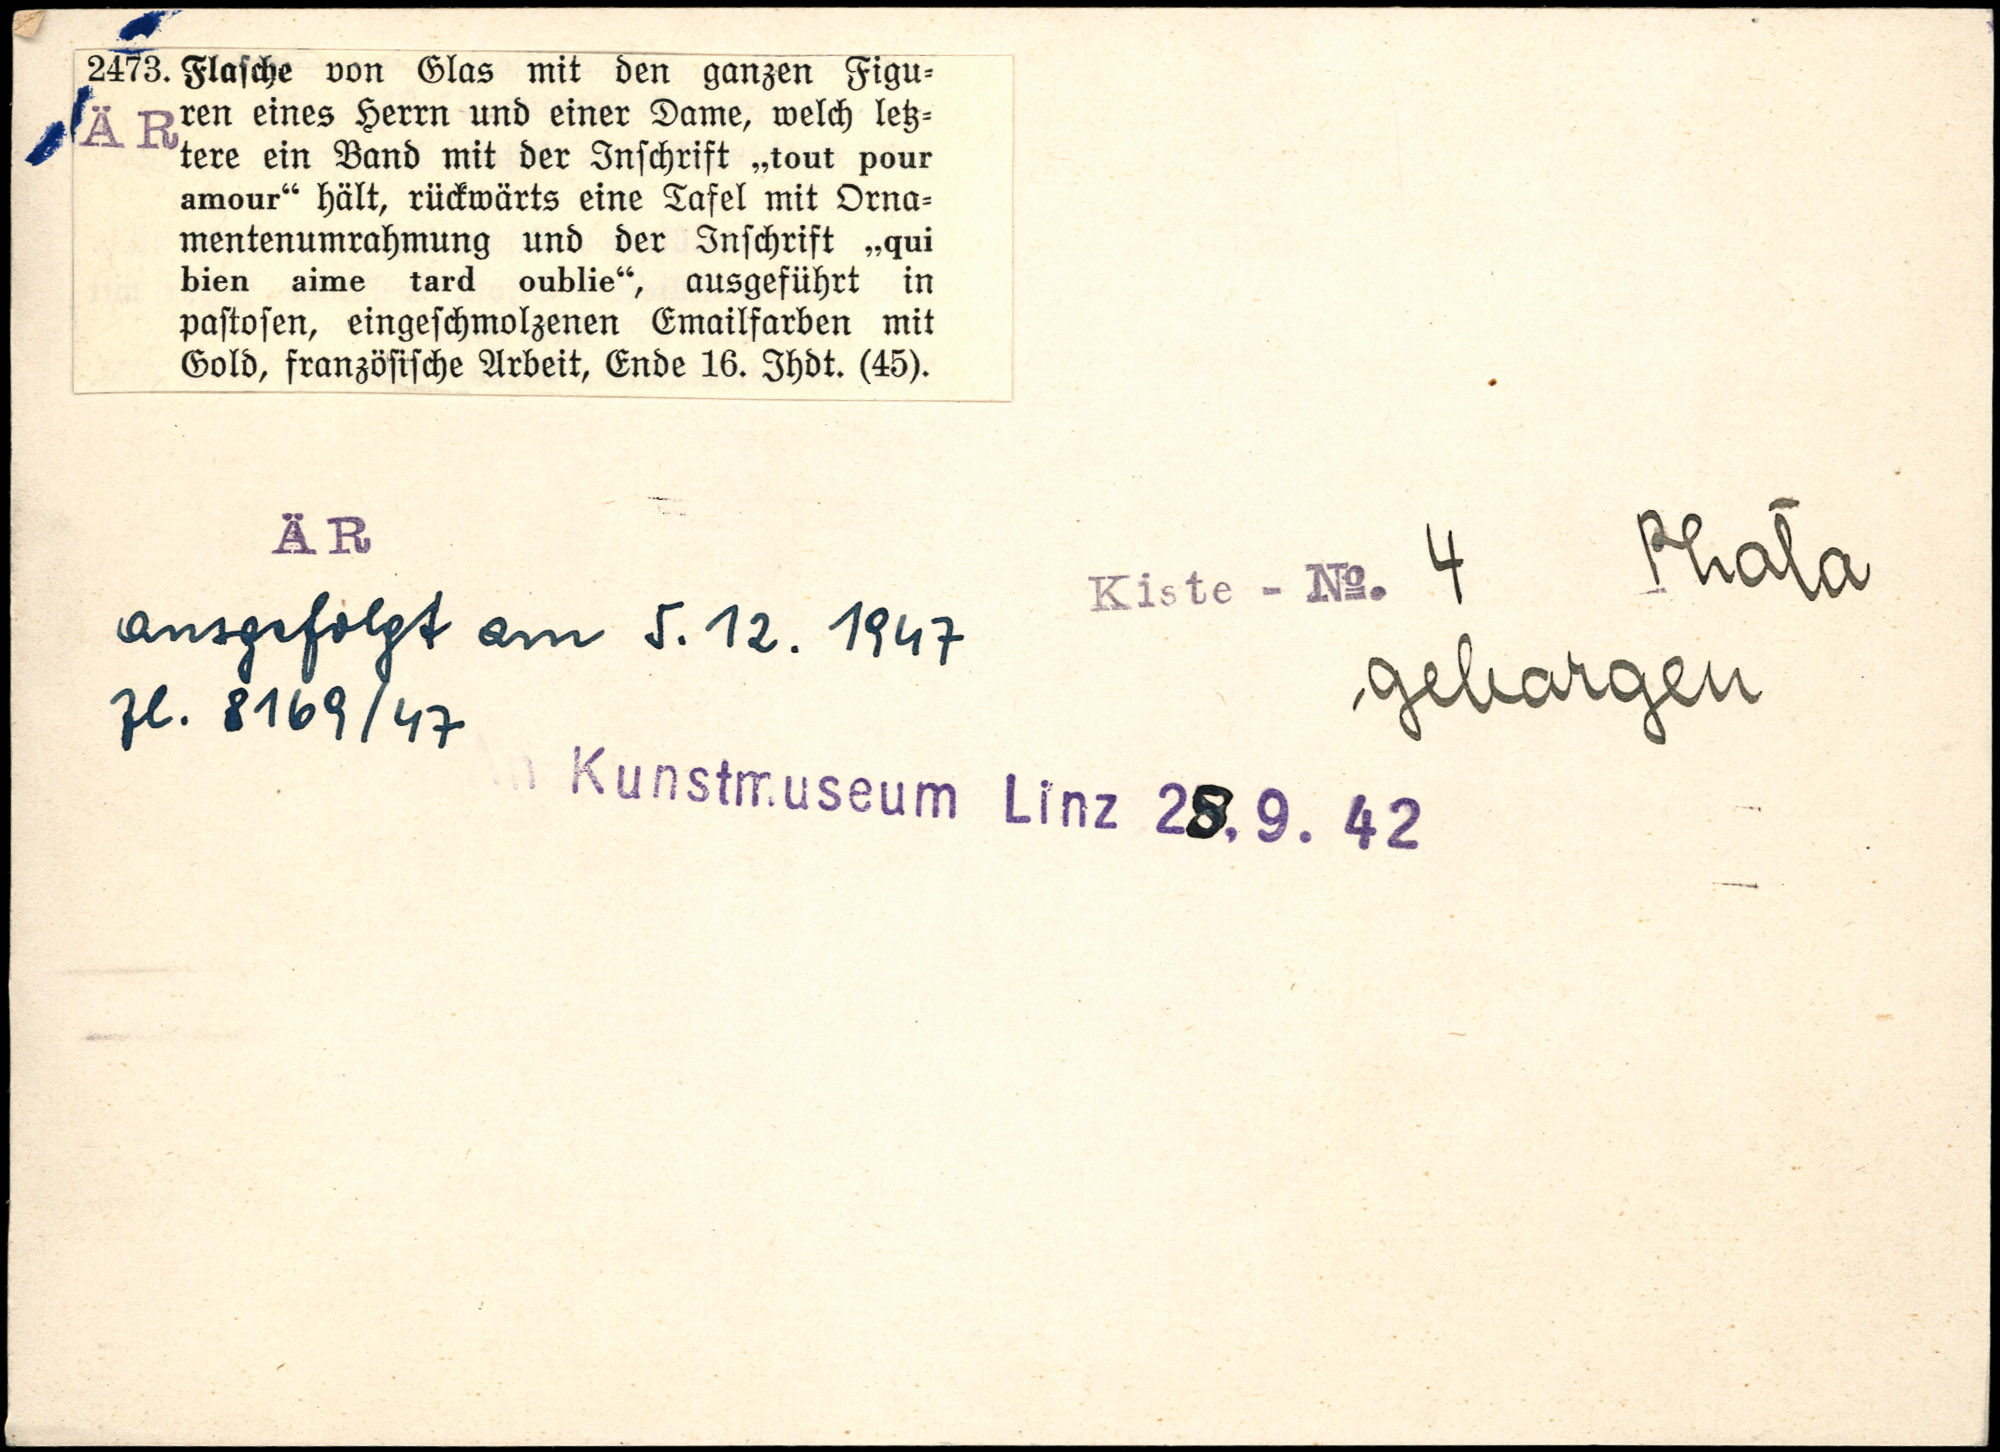 2473. Flasche von Glas mit den ganzen Figu-
ren eines Herrn und einer Dame, welch letz-
ÄR
tere ein Band mit der Inschrift „tout pour
amour“ hält, rückwärts eine Tafel mit Orna-
mentenumrahmung und der Inschrift „qui
bien aime tard oublie“, ausgeführt in
pastosen, eingeschmolzenen Emailfarben mit
Gold, französische Arbeit, Ende 16. Jhdt. (45).
ÄR
ausgefolgt am 5. 12. 1947
Zl. 8169/47
Kiste - No. 4 Photo
geborgen
An Kunstmuseum Linz 28. 9. 42